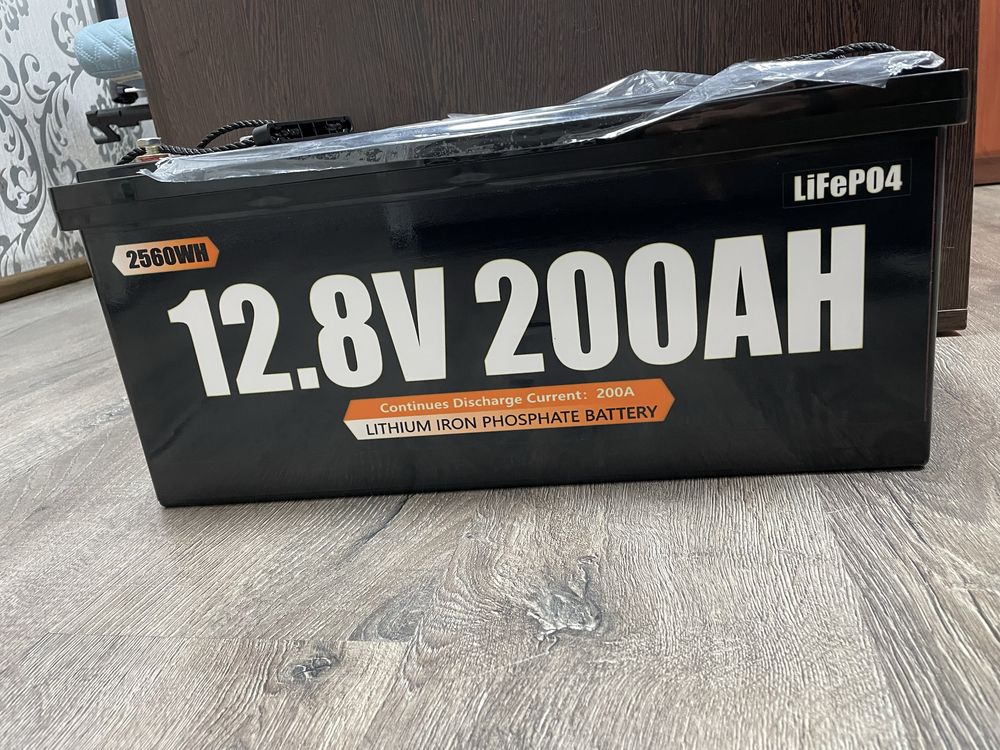 LiFePO4
2560WH
12.8V 200AH
Continues Discharge Current: 200A
LITHIUM IRON PHOSPHATE BATTERY